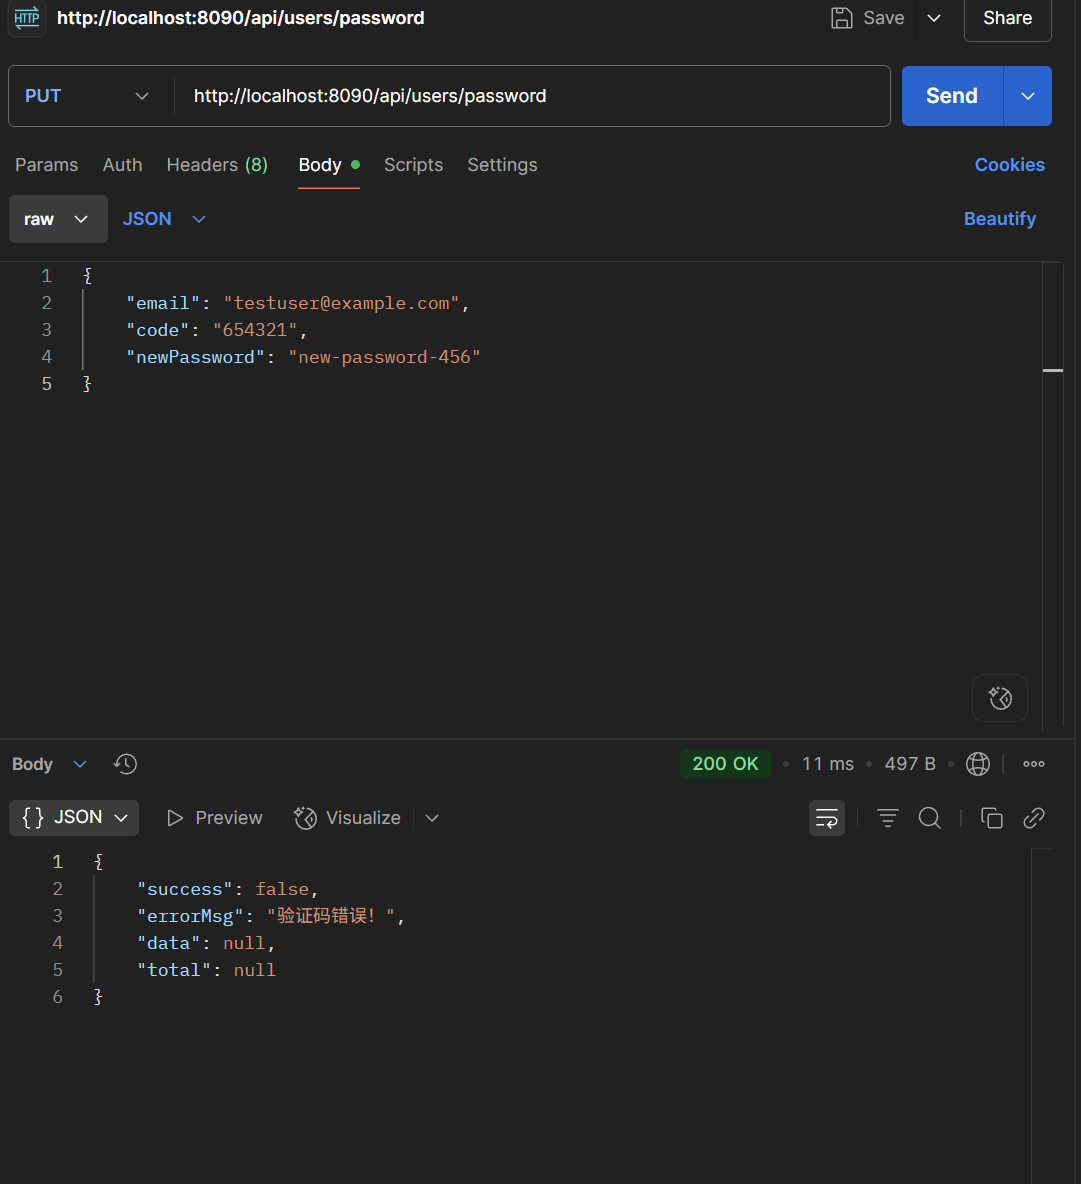 HTTP http://localhost:8090/api/users/password Save Share
PUT http://localhost:8090/api/users/password Send
Params Auth Headers (8) Body Scripts Settings Cookies
raw JSON Beautify
1 {
2 "email": "testuser@example.com",
3 "code": "654321",
4 "newPassword": "new-password-456"
5 }
Body 200 OK • 11 ms • 497 B
{} JSON Preview Visualize
1 {
2 "success": false,
3 "errorMsg": "验证码错误！",
4 "data": null,
5 "total": null
6 }